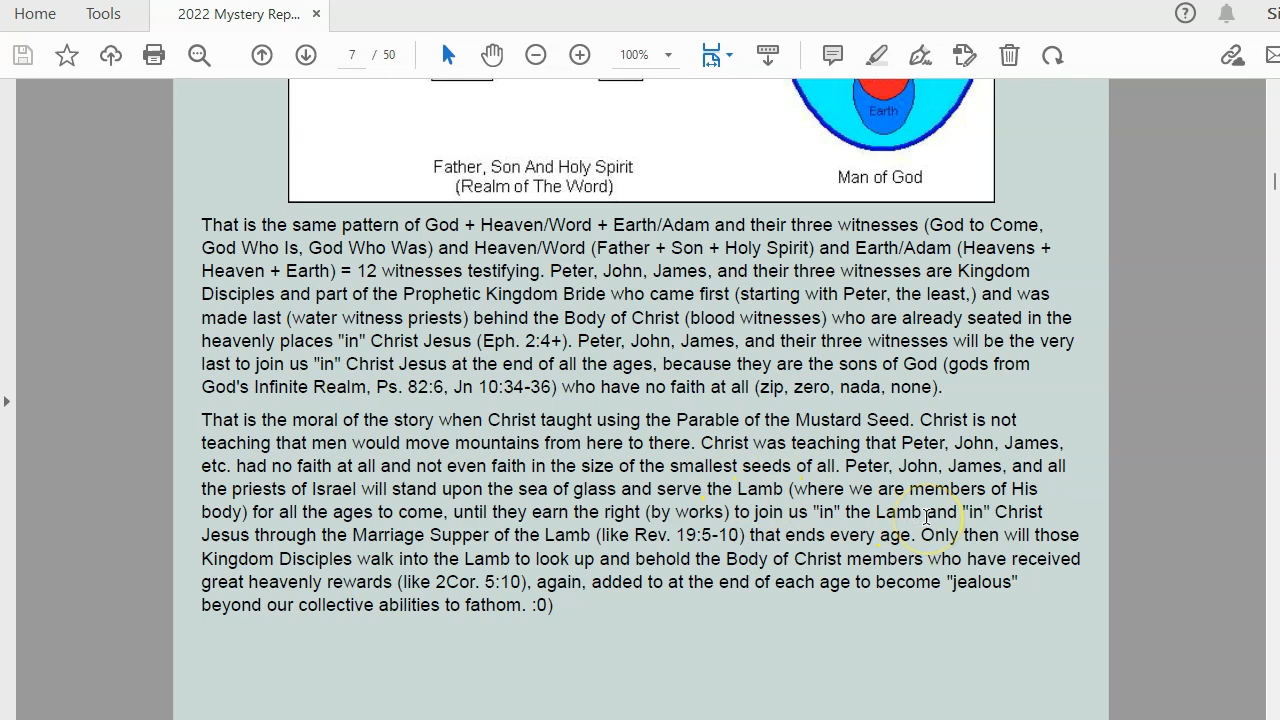 Home Tools 2022 Mystery Rep... × Si
7 / 50 100%
Earth
Father, Son And Holy Spirit
(Realm of The Word)
Man of God
That is the same pattern of God + Heaven/Word + Earth/Adam and their three witnesses (God to Come,
God Who Is, God Who Was) and Heaven/Word (Father + Son + Holy Spirit) and Earth/Adam (Heavens +
Heaven + Earth) = 12 witnesses testifying. Peter, John, James, and their three witnesses are Kingdom
Disciples and part of the Prophetic Kingdom Bride who came first (starting with Peter, the least,) and was
made last (water witness priests) behind the Body of Christ (blood witnesses) who are already seated in the
heavenly places "in" Christ Jesus (Eph. 2:4+). Peter, John, James, and their three witnesses will be the very
last to join us "in" Christ Jesus at the end of all the ages, because they are the sons of God (gods from
God's Infinite Realm, Ps. 82:6, Jn 10:34-36) who have no faith at all (zip, zero, nada, none).
That is the moral of the story when Christ taught using the Parable of the Mustard Seed. Christ is not
teaching that men would move mountains from here to there. Christ was teaching that Peter, John, James,
etc. had no faith at all and not even faith in the size of the smallest seeds of all. Peter, John, James, and all
the priests of Israel will stand upon the sea of glass and serve the Lamb (where we are members of His
body) for all the ages to come, until they earn the right (by works) to join us "in" the Lamb and "in" Christ
Jesus through the Marriage Supper of the Lamb (like Rev. 19:5-10) that ends every age. Only then will those
Kingdom Disciples walk into the Lamb to look up and behold the Body of Christ members who have received
great heavenly rewards (like 2Cor. 5:10), again, added to at the end of each age to become "jealous"
beyond our collective abilities to fathom. :0)